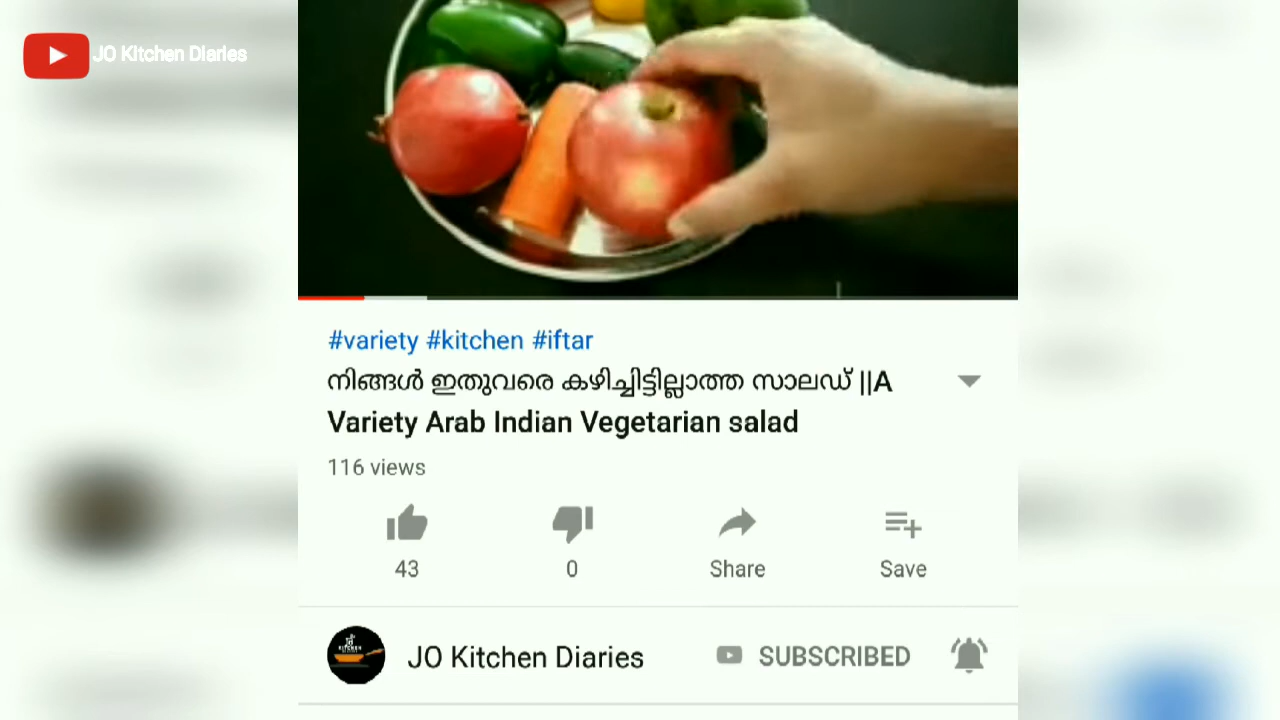 JO Kitchen Diaries
#variety #kitchen #iftar
നിങ്ങൾ ഇതുവരെ കഴിച്ചിട്ടില്ലാത്ത സാലഡ് ||A
Variety Arab Indian Vegetarian salad
116 views
43 0 Share Save
JO Kitchen Diaries SUBSCRIBED